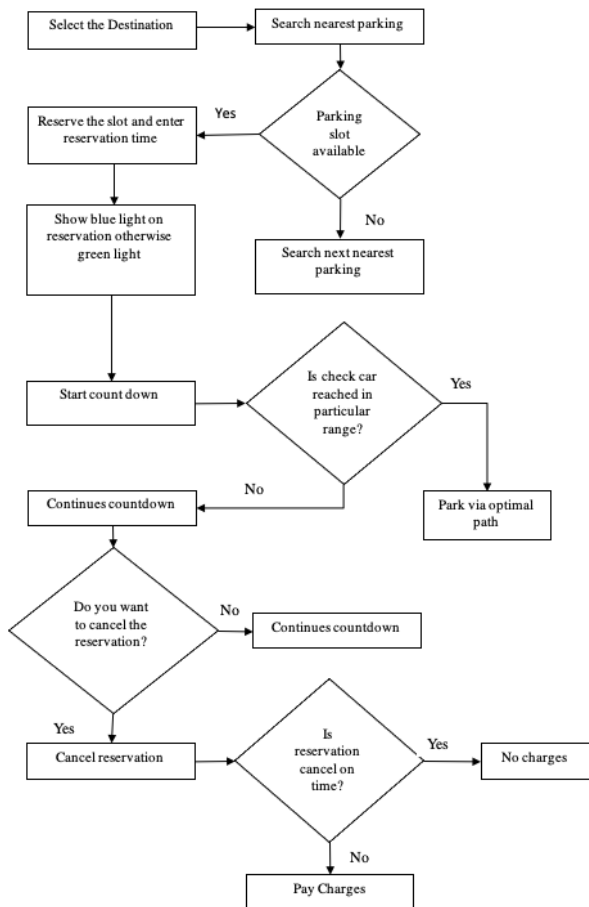 Select the Destination
Search nearest parking
Parking
slot
available
Yes
Reserve the slot and enter
reservation time
No
Show blue light on
reservation otherwise
green light
Search next nearest
parking
Start count down
Is check car
reached in
particular
range?
Yes
No
Park via optimal
path
Continues countdown
Do you want
to cancel the
reservation?
No
Continues countdown
Yes
Cancel reservation
Is
reservation
cancel on
time?
Yes
No charges
No
Pay Charges